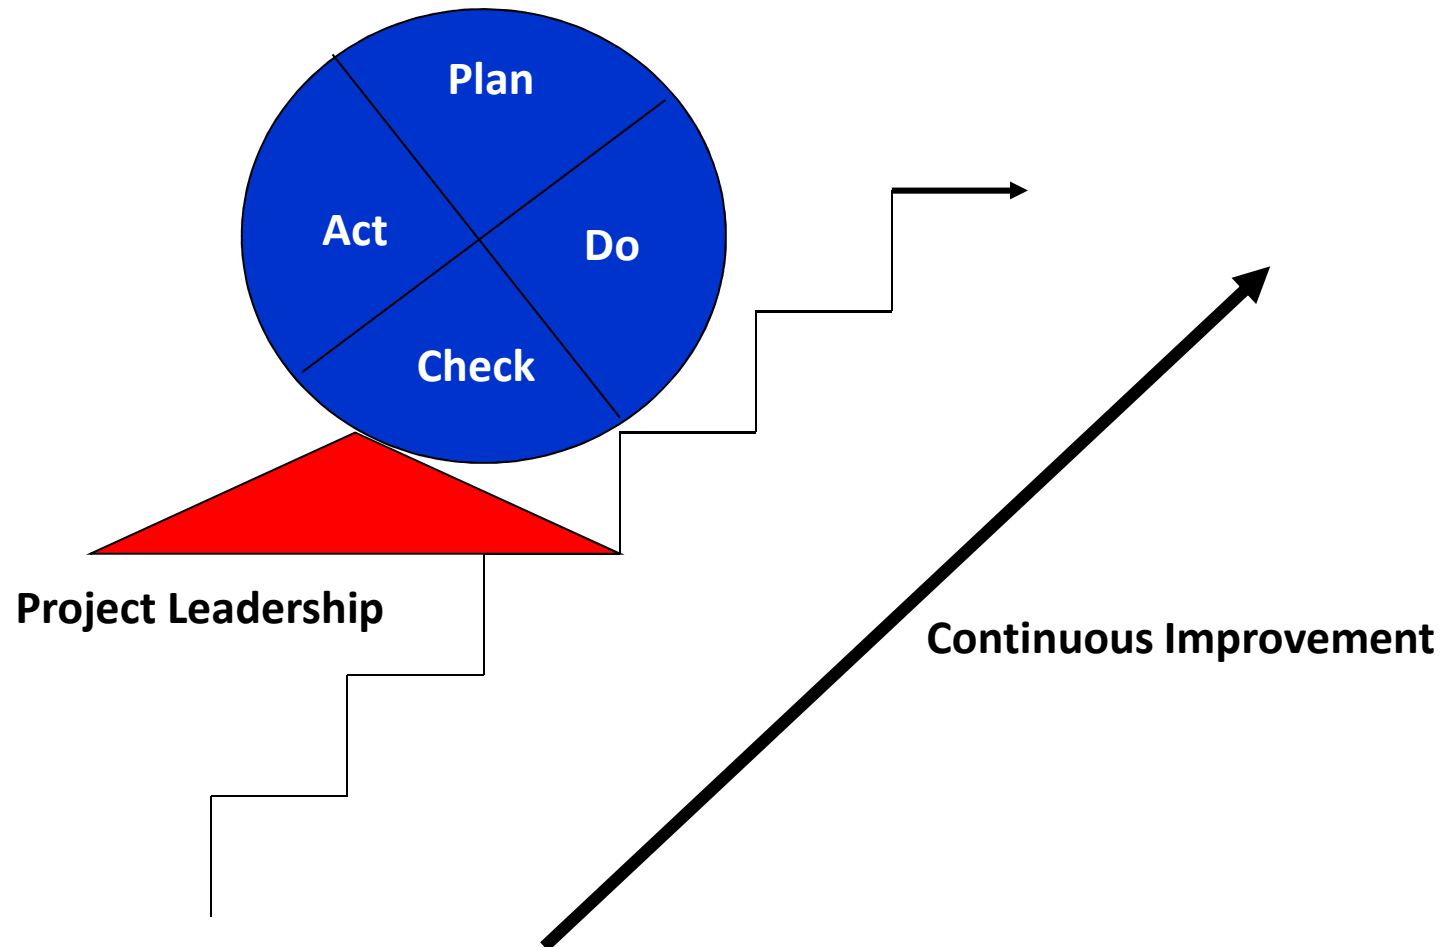 Plan
Act
Do
Check
Project Leadership
Continuous Improvement